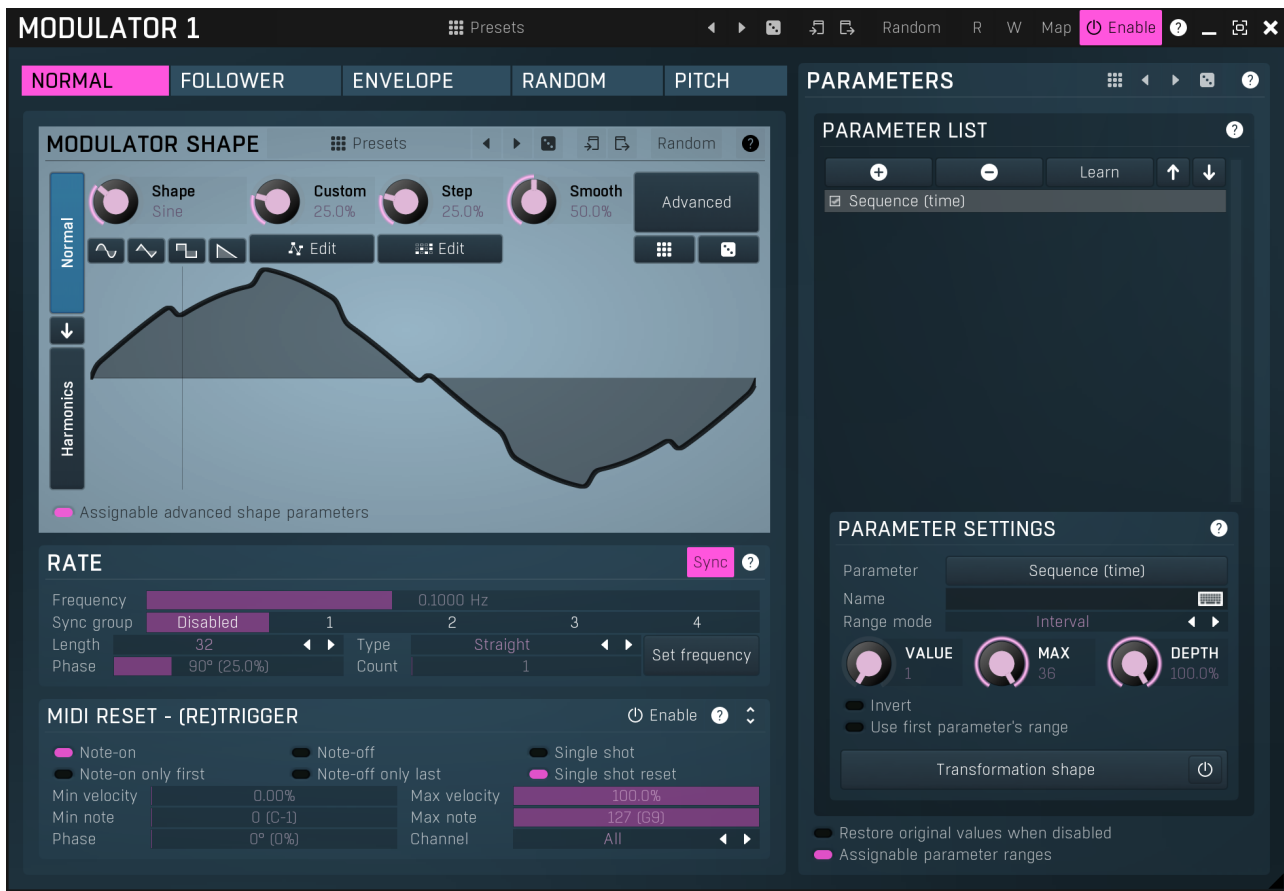 MODULATOR 1 Presets Random R W Map Enable ?
NORMAL FOLLOWER ENVELOPE RANDOM PITCH
MODULATOR SHAPE Presets Random ?
Normal
Harmonics
Shape Custom Step Smooth Advanced
Sine 25.0% 25.0% 50.0%
Edit Edit
Assignable advanced shape parameters
RATE Sync ?
Frequency 0.1000 Hz
Sync group Disabled 1 2 3 4
Length 32 Type Straight Set frequency
Phase 90° (25.0%) Count 1
MIDI RESET - (RE)TRIGGER Enable ?
Note-on Note-off Single shot
Note-on only first Note-off only last Single shot reset
Min velocity 0.00% Max velocity 100.0%
Min note 0 (C-1) Max note 127 (G9)
Phase 0° (0%) Channel All
PARAMETERS ?
PARAMETER LIST ?
Learn
Sequence (time)
PARAMETER SETTINGS ?
Parameter Sequence (time)
Name
Range mode Interval
VALUE MAX DEPTH
1 36 100.0%
Invert
Use first parameter's range
Transformation shape
Restore original values when disabled
Assignable parameter ranges